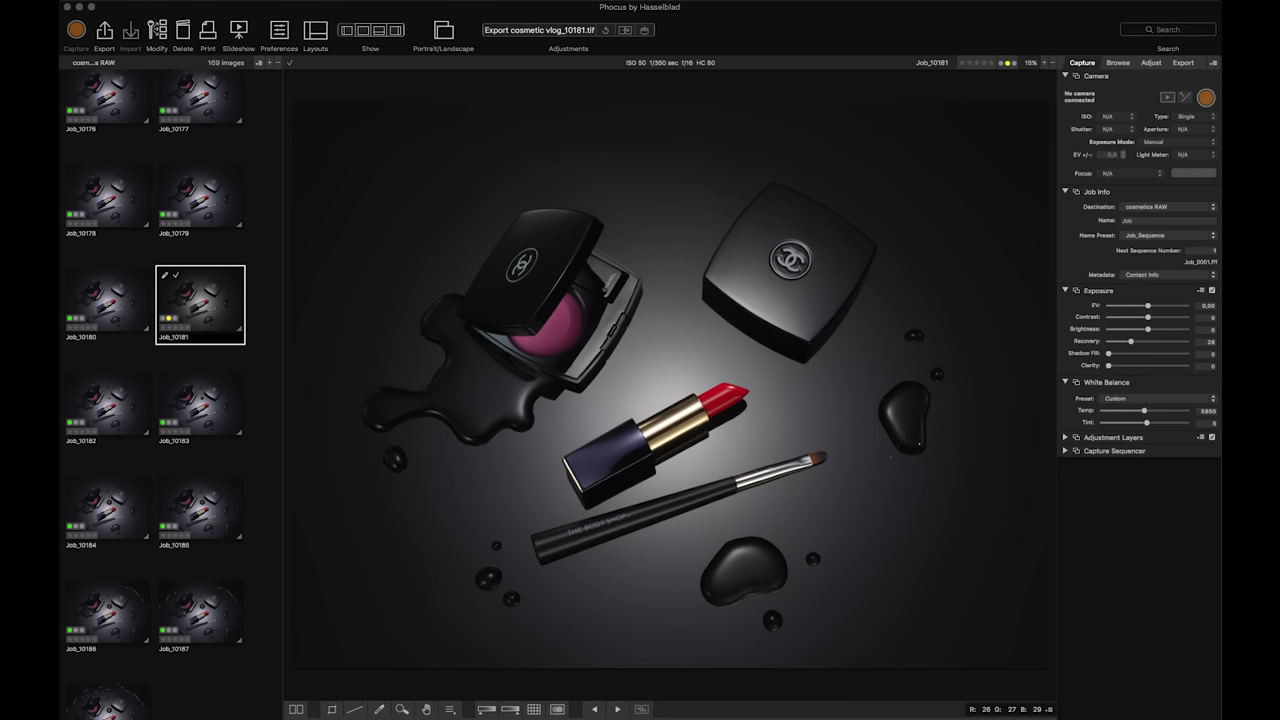 Phocus by Hasselblad
Capture Export Import Modify Delete Print Slideshow Preferences Layouts Show Portrait/Landscape Adjustments Search
Export cosmetic vlog_10181.tif
Search
cosm...s RAW 169 images
ISO 50 1/350 sec f/16 HC 80
Job_10181
15%
Capture Browse Adjust Export
Job_10176 Job_10177
Job_10178 Job_10179
Job_10180 Job_10181
Job_10182 Job_10183
Job_10184 Job_10185
Job_10186 Job_10187
CHANEL
THE BODY SHOP
Camera
No camera
connected
ISO: N/A Type: Single
Shutter: N/A Aperture: N/A
Exposure Mode: Manual
EV +/-: 0,0 Light Meter: N/A
Focus: N/A
Job Info
Destination: cosmetics RAW
Name: Job
Name Preset: Job_Sequence
Next Sequence Number: 1
Job_0001.fff
Metadata: Contact Info
Exposure
EV: 0,00
Contrast: 0
Brightness: 0
Recovery: 28
Shadow Fill: 0
Clarity: 0
White Balance
Preset: Custom
Temp: 5850
Tint: 8
Adjustment Layers
Capture Sequencer
R: 26 G: 27 B: 29